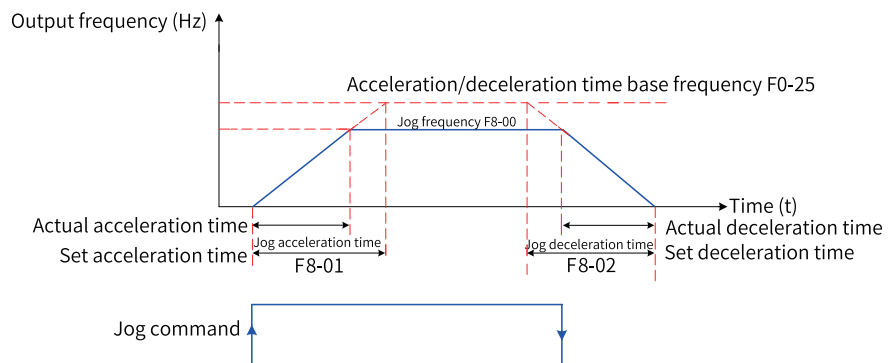 Output frequency (Hz)
Acceleration/deceleration time base frequency F0-25
Jog frequency F8-00
Time (t)
Actual acceleration time
Actual deceleration time
Jog acceleration time
Jog deceleration time
Set acceleration time
Set deceleration time
F8-01
F8-02
Jog command